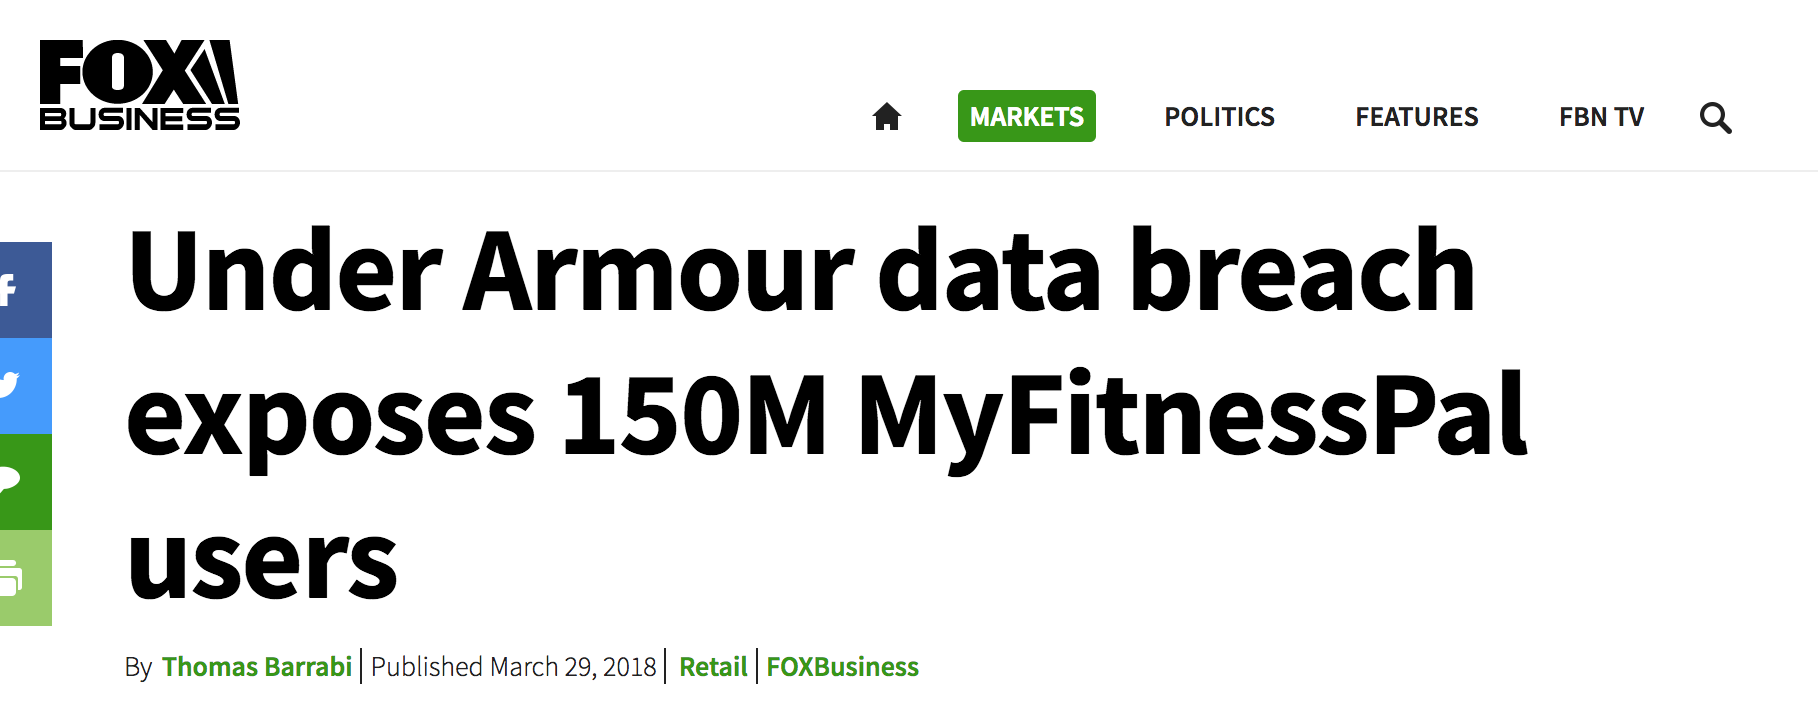 FOX
BUSINESS
MARKETS POLITICS FEATURES FBN TV
Under Armour data breach
exposes 150M MyFitnessPal
users
By Thomas Barrabi | Published March 29, 2018 | Retail | FOXBusiness